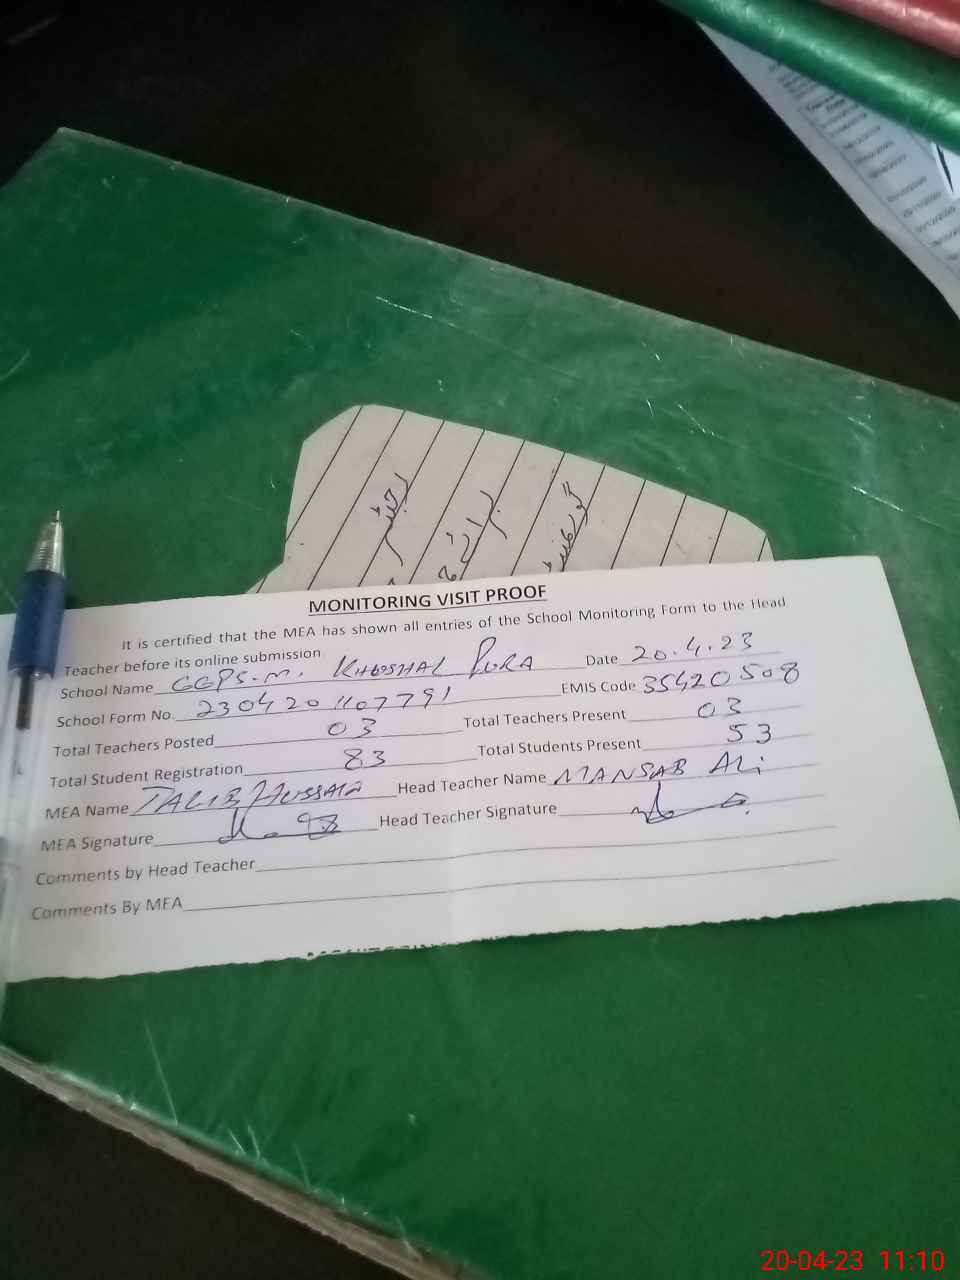 رجسٹر
برائے
گورنمنٹ
MONITORING VISIT PROOF
It is certified that the MEA has shown all entries of the School Monitoring Form to the Head
Teacher before its online submission
School Name GGPS. M. KHUSHAL PURA Date 20.4.23
School Form No. 2304201107791 EMIS Code 35420508
Total Teachers Posted 03 Total Teachers Present 03
Total Student Registration 83 Total Students Present 53
MEA Name TALIB HUSSAIN Head Teacher Name MANSAB Ali
MEA Signature Head Teacher Signature
Comments by Head Teacher
Comments By MEA
20-04-23 11:10